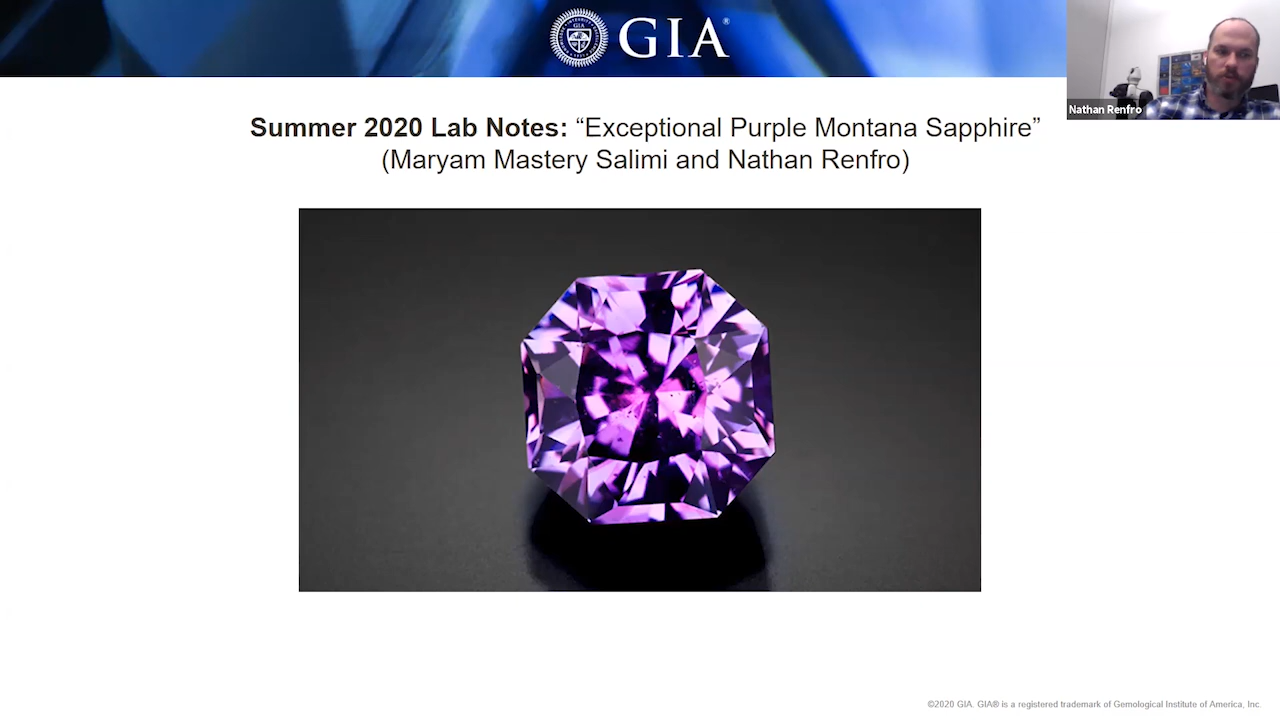 GIA®
Nathan Renfro
Summer 2020 Lab Notes: “Exceptional Purple Montana Sapphire”
(Maryam Mastery Salimi and Nathan Renfro)
©2020 GIA. GIA® is a registered trademark of Gemological Institute of America, Inc.